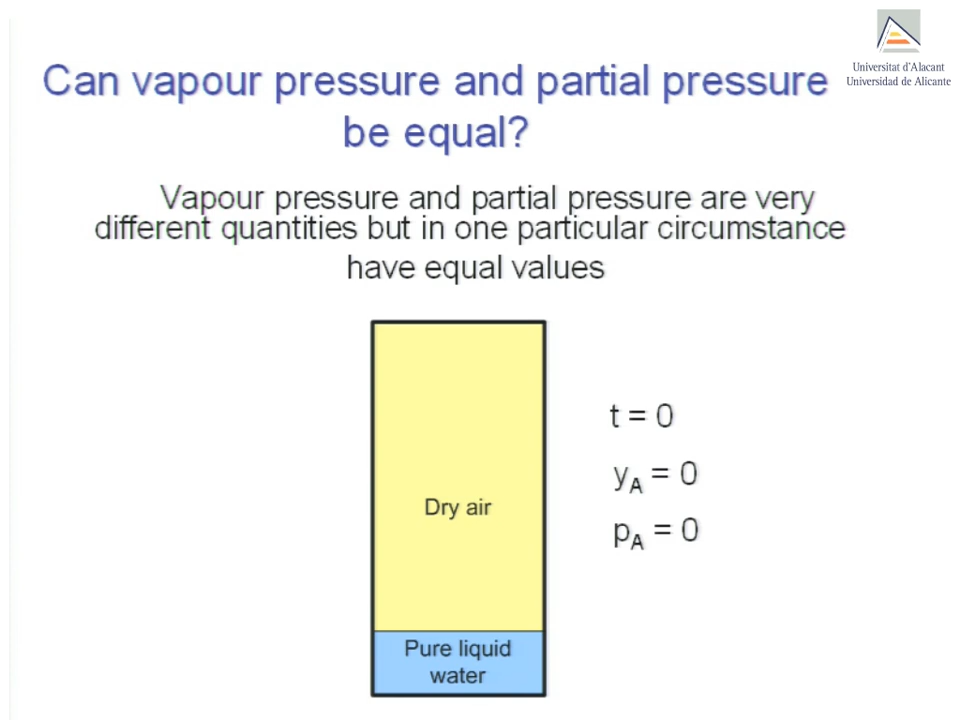 Universitat d'Alacant
Universidad de Alicante
Can vapour pressure and partial pressure
be equal?
Vapour pressure and partial pressure are very
different quantities but in one particular circumstance
have equal values
t = 0
y_A = 0
Dry air
p_A = 0
Pure liquid
water